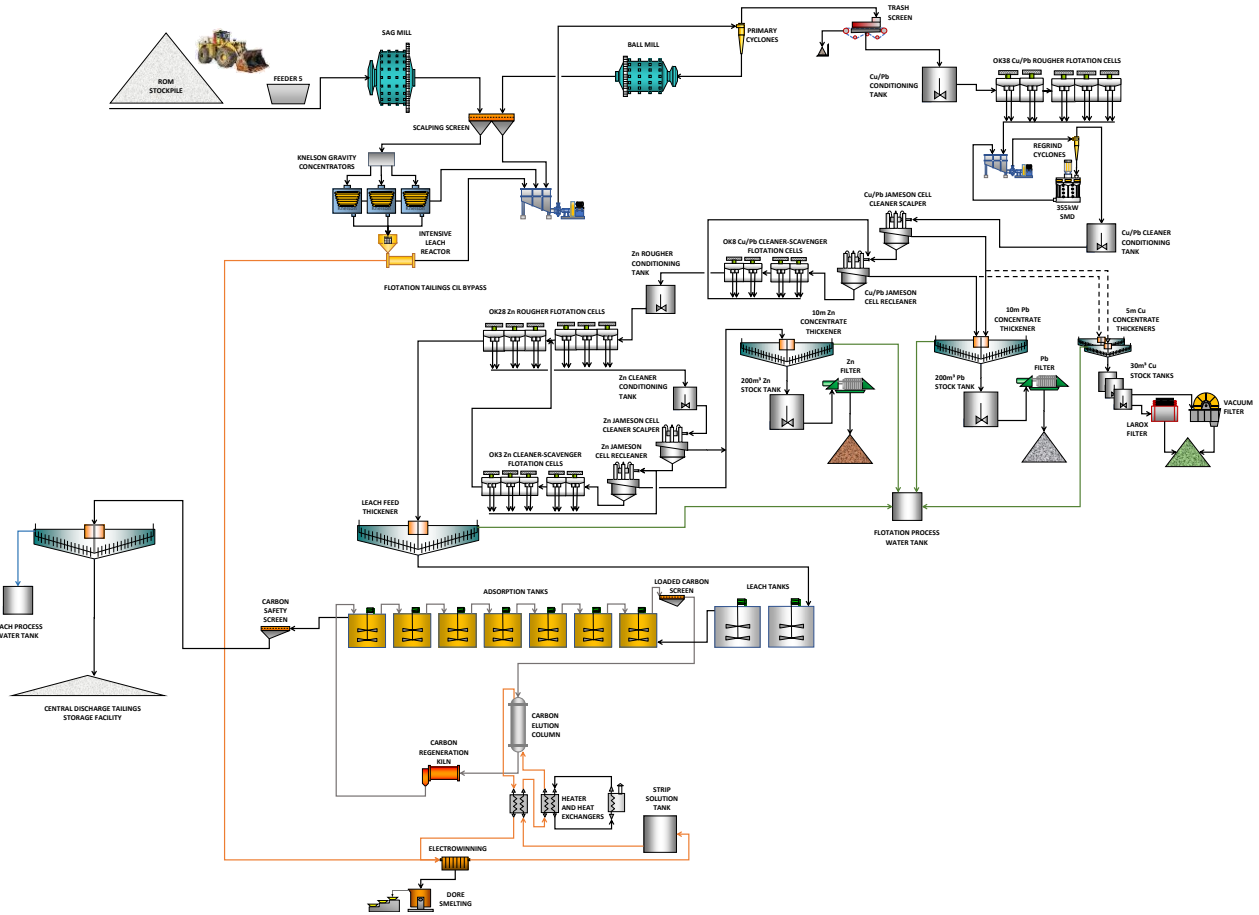 TRASH
SCREEN
SAG MILL
PRIMARY
CYCLONES
BALL MILL
ROM
STOCKPILE
FEEDER 5
OK38 Cu/Pb ROUGHER FLOTATION CELLS
Cu/Pb
CONDITIONING
TANK
SCALPING SCREEN
KNELSON GRAVITY
CONCENTRATORS
REGRIND
CYCLONES
355kW
SMD
Cu/Pb JAMESON CELL
CLEANER SCALPER
Cu/Pb CLEANER
CONDITIONING
TANK
INTENSIVE
LEACH
REACTOR
OK8 Cu/Pb CLEANER-SCAVENGER
FLOTATION CELLS
Zn ROUGHER
CONDITIONING
TANK
FLOTATION TAILINGS CIL BYPASS
Cu/Pb JAMESON
CELL RECLEANER
OK28 Zn ROUGHER FLOTATION CELLS
10m Zn
CONCENTRATE
THICKENER
10m Pb
CONCENTRATE
THICKENER
5m Cu
CONCENTRATE
THICKENERS
Zn
FILTER
Pb
FILTER
30m³ Cu
STOCK TANKS
200m³ Zn
STOCK TANK
200m³ Pb
STOCK TANK
Zn CLEANER
CONDITIONING
TANK
VACUUM
FILTER
LAROX
FILTER
Zn JAMESON CELL
CLEANER SCALPER
Zn JAMESON
CELL RECLEANER
OK3 Zn CLEANER-SCAVENGER
FLOTATION CELLS
LEACH FEED
THICKENER
FLOTATION PROCESS
WATER TANK
LOADED CARBON
SCREEN
LEACH TANKS
ADSORPTION TANKS
CARBON
SAFETY
SCREEN
ACH PROCESS
WATER TANK
CENTRAL DISCHARGE TAILINGS
STORAGE FACILITY
CARBON
ELUTION
COLUMN
CARBON
REGENERATION
KILN
HEATER
AND HEAT
EXCHANGERS
STRIP
SOLUTION
TANK
ELECTROWINNING
DORE
SMELTING